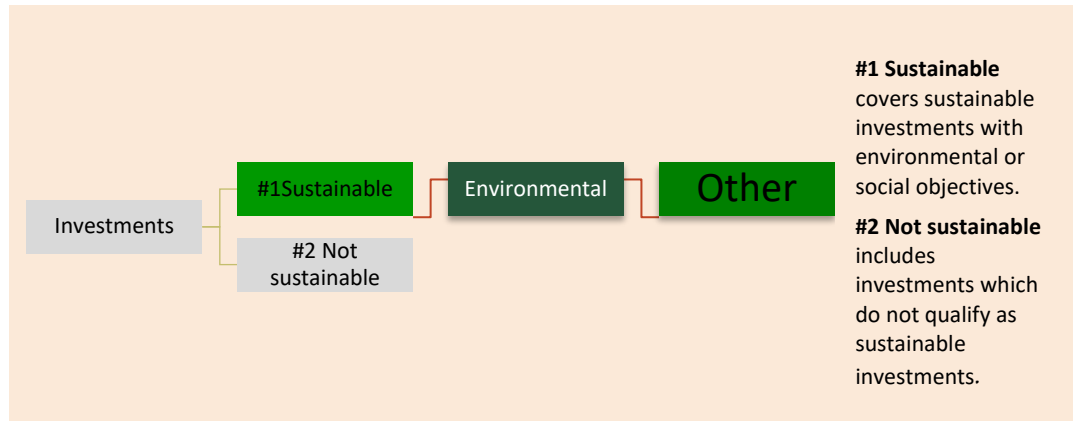 Investments
#1Sustainable
#2 Not
sustainable
Environmental
Other
#1 Sustainable
covers sustainable
investments with
environmental or
social objectives.
#2 Not sustainable
includes
investments which
do not qualify as
sustainable
investments.